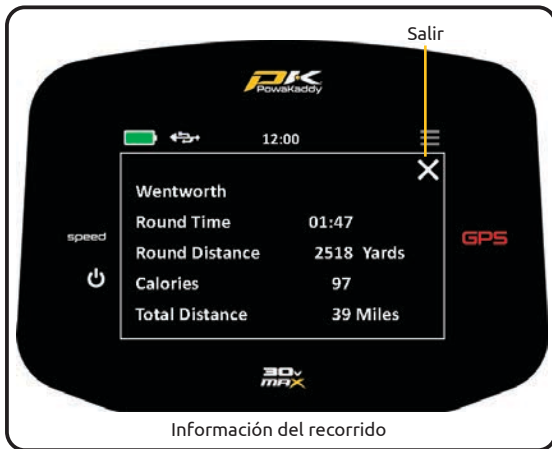 Salir
PK
PowaKaddy
12:00
Wentworth
Round Time 01:47
speed
GPS
Round Distance 2518 Yards
Calories 97
Total Distance 39 Miles
30v
MAX
Información del recorrido